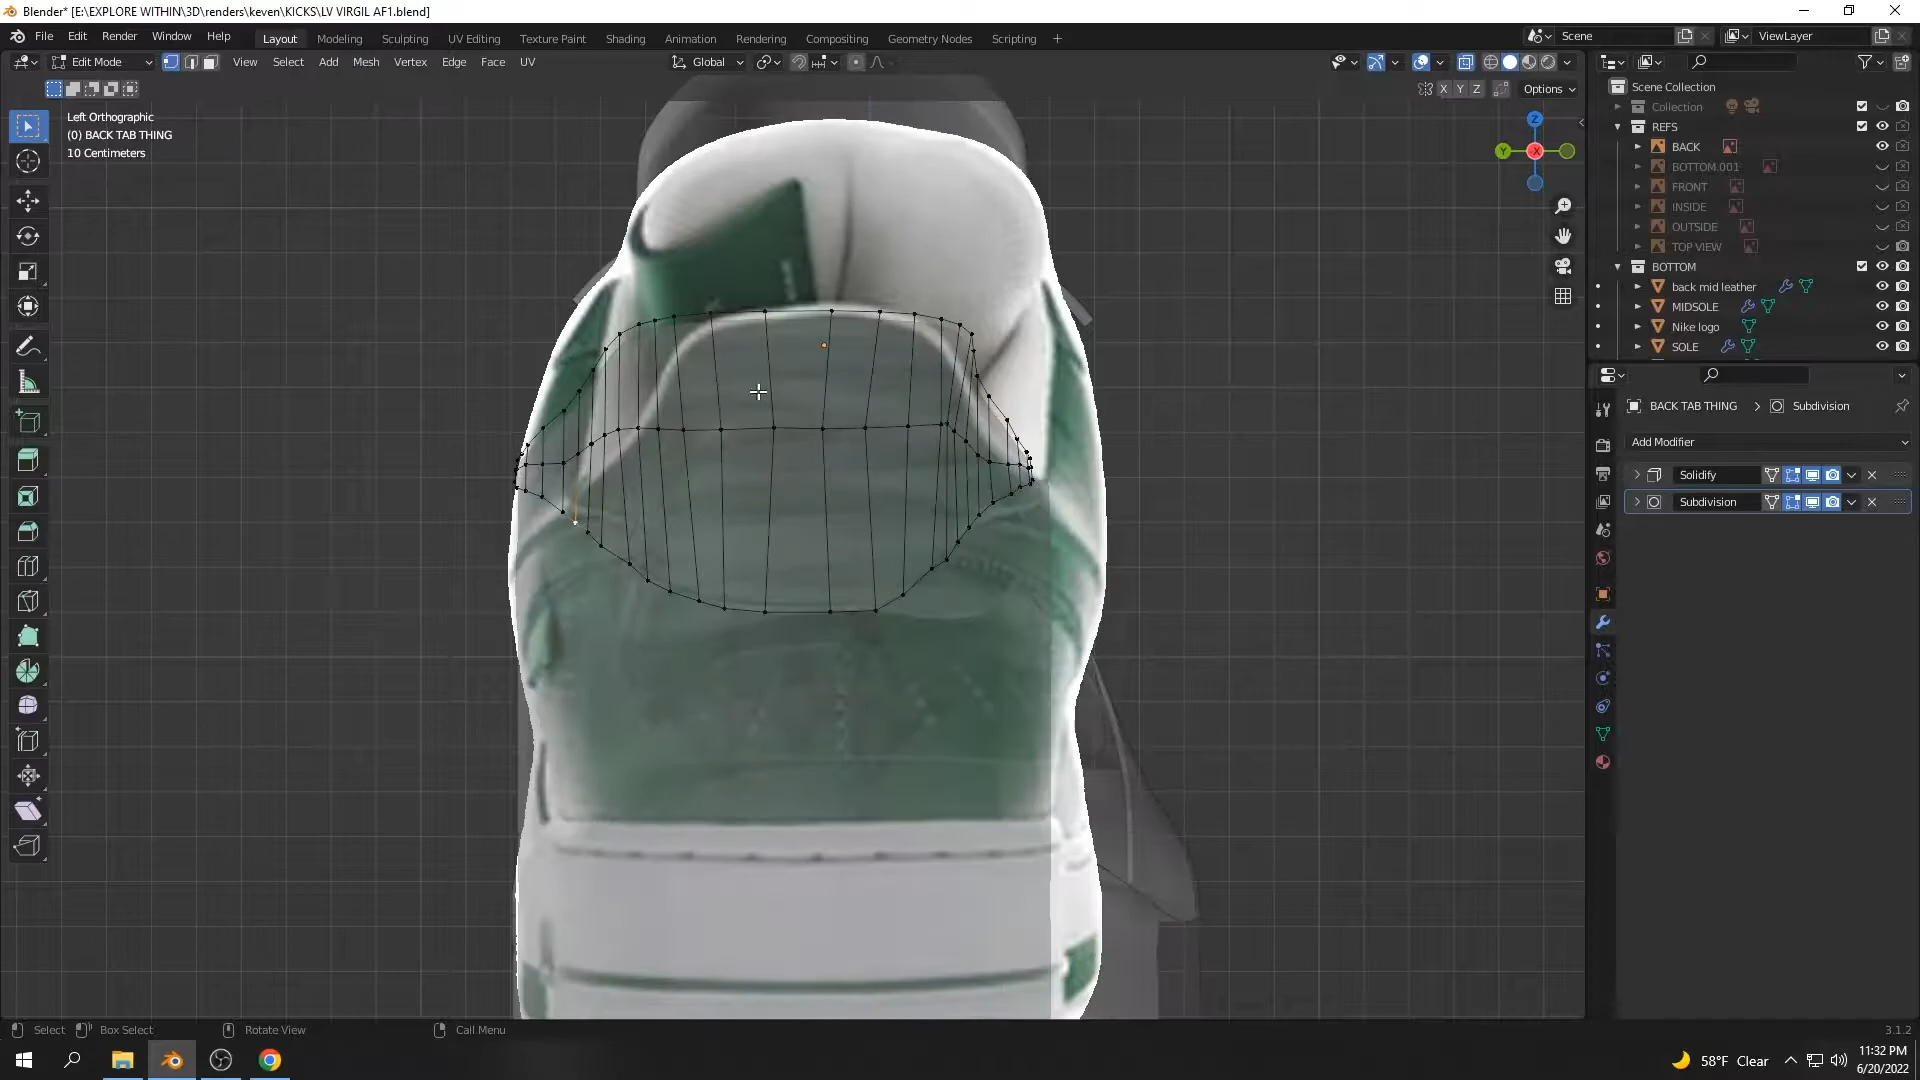 Blender* [E:\EXPLORE WITHIN\3D\renders\keven\KICKS\LV VIRGIL AF1.blend]
File Edit Render Window Help Layout Modeling Sculpting UV Editing Texture Paint Shading Animation Rendering Compositing Geometry Nodes Scripting + Scene ViewLayer
Edit Mode View Select Add Mesh Vertex Edge Face UV Global
X Y Z Options
Left Orthographic
(0) BACK TAB THING
10 Centimeters
Z
Y X
Scene Collection
Collection
REFS
BACK
BOTTOM.001
FRONT
INSIDE
OUTSIDE
TOP VIEW
BOTTOM
back mid leather
MIDSOLE
Nike logo
SOLE
BACK TAB THING > Subdivision
Add Modifier
Solidify
Subdivision
Select Box Select Rotate View Call Menu 3.1.2
58°F Clear
11:32 PM
6/20/2022